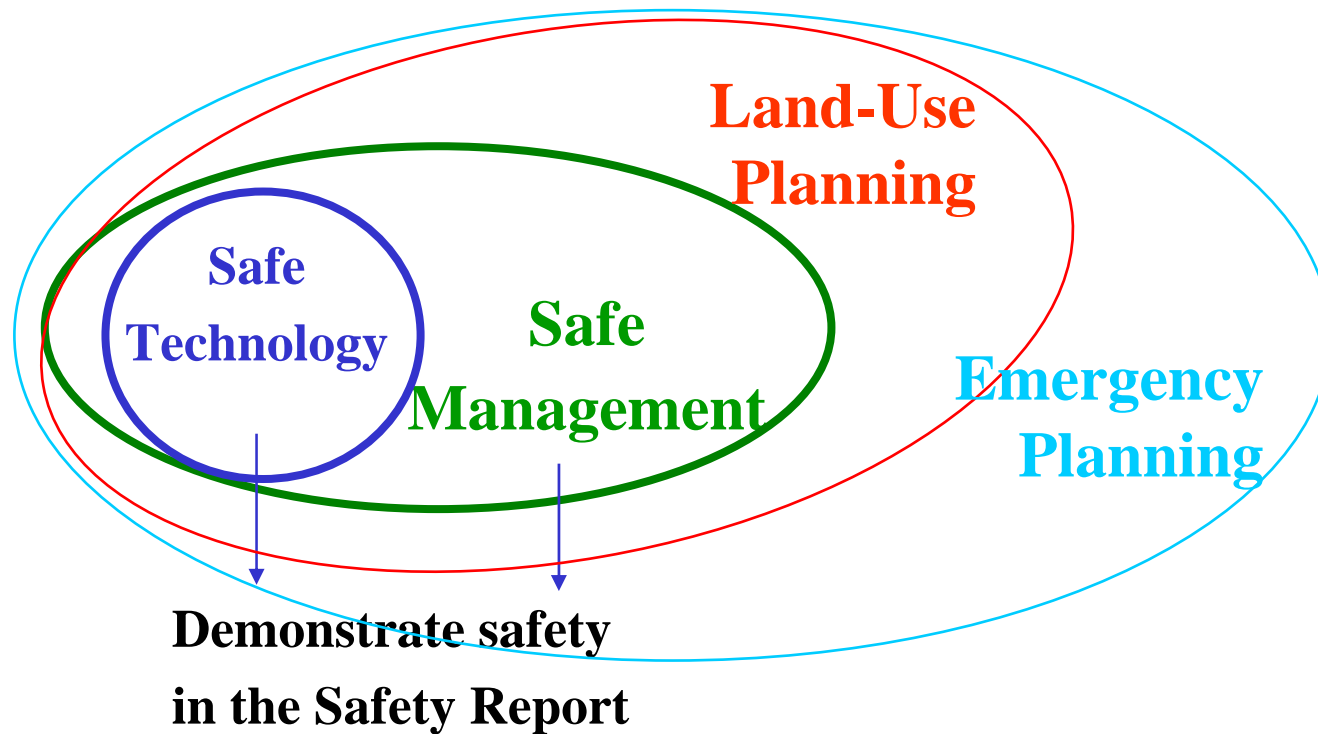 Land-Use
Planning
Safe
Technology
Safe
Management
Emergency
Planning
Demonstrate safety
in the Safety Report